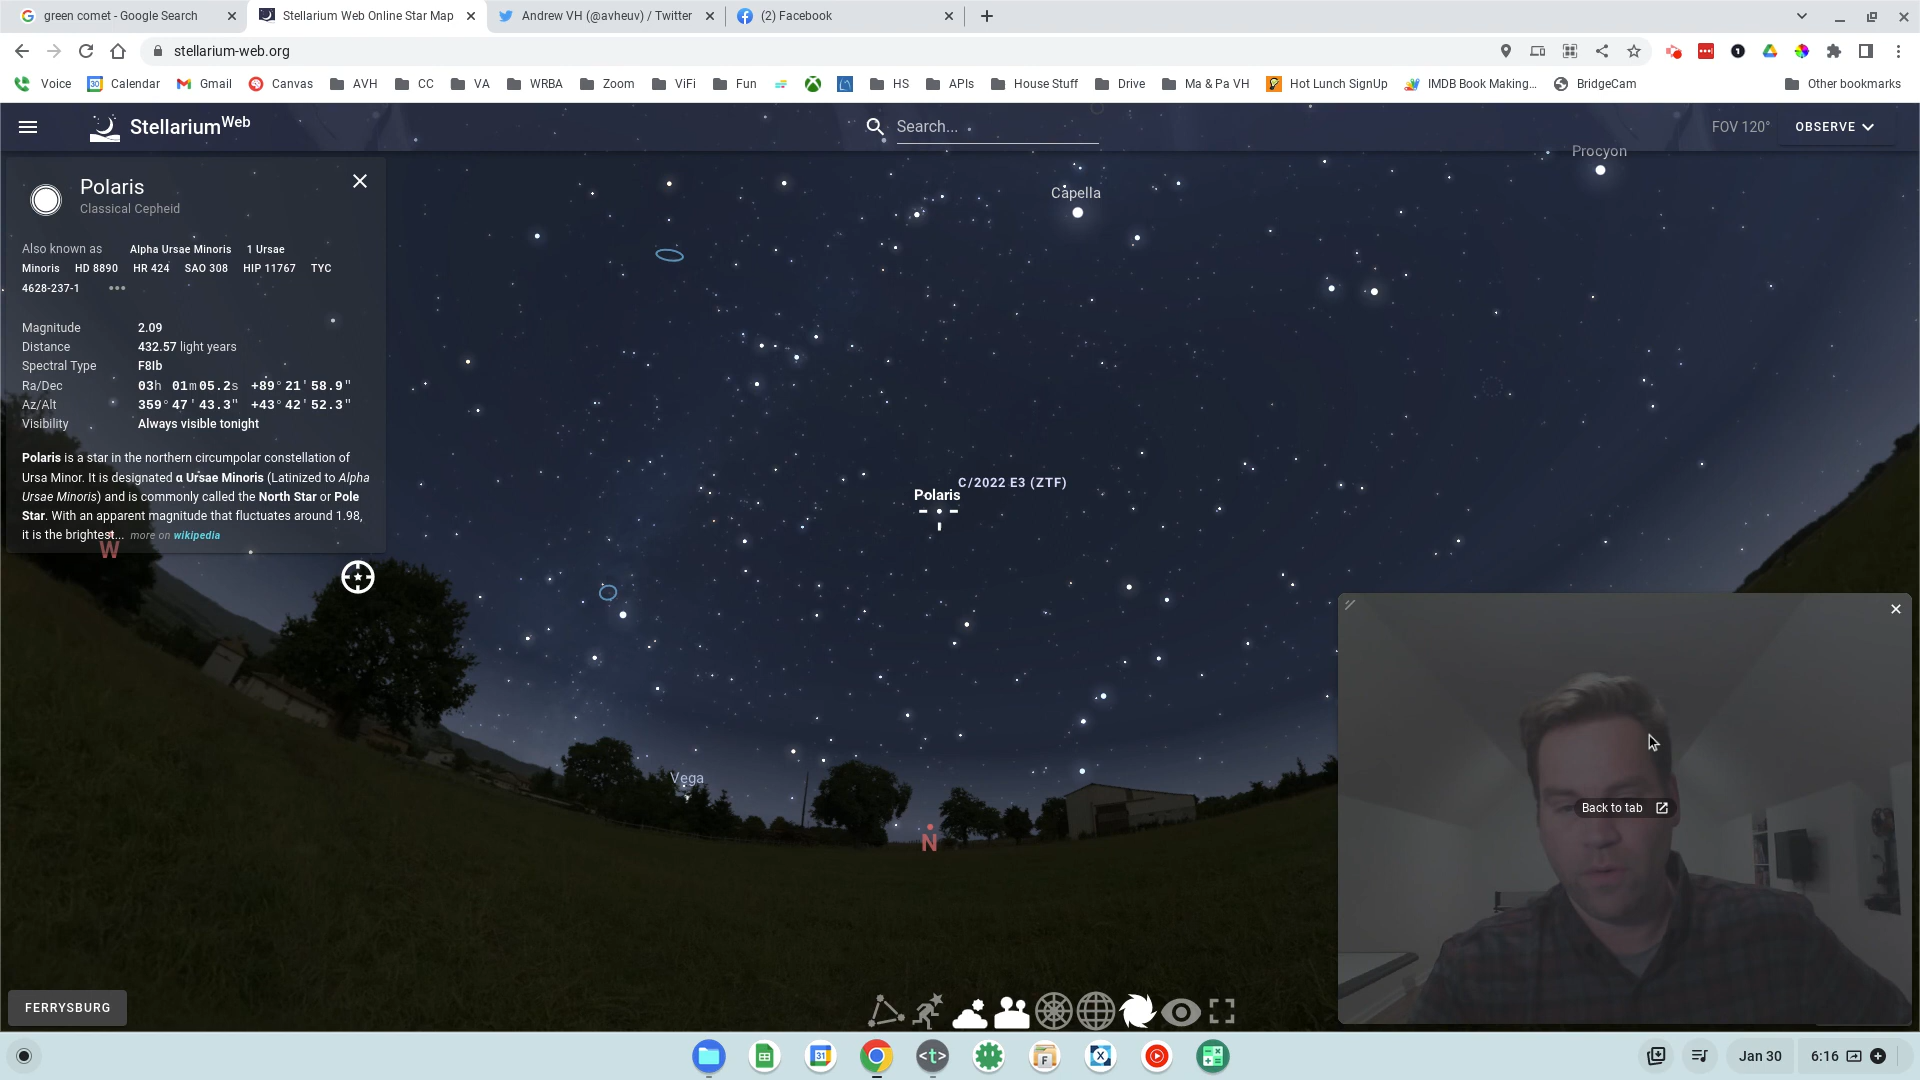 green comet - Google Search
Stellarium Web Online Star Map
Andrew VH (@avheuv) / Twitter
(2) Facebook
stellarium-web.org
Voice
30
Calendar
Gmail
Canvas
AVH
CC
VA
WRBA
Zoom
ViFi
Fun
HS
APIs
House Stuff
Drive
Ma & Pa VH
Hot Lunch SignUp
IMDB Book Making...
BridgeCam
Other bookmarks
StellariumWeb
Search...
FOV 120°
OBSERVE
Procyon
Capella
Polaris
Classical Cepheid
Also known as Alpha Ursae Minoris 1 Ursae
Minoris HD 8890 HR 424 SAO 308 HIP 11767 TYC
4628-237-1 •••
Magnitude 2.09
Distance 432.57 light years
Spectral Type F8Ib
Ra/Dec 03h 01m05.2s +89°21'58.9"
Az/Alt 359°47'43.3" +43°42'52.3"
Visibility Always visible tonight
Polaris is a star in the northern circumpolar constellation of
Ursa Minor. It is designated α Ursae Minoris (Latinized to Alpha
Ursae Minoris) and is commonly called the North Star or Pole
Star. With an apparent magnitude that fluctuates around 1.98,
it is the brightest... more on wikipedia
W
C/2022 E3 (ZTF)
Polaris
Vega
N
Back to tab
FERRYSBURG
31
<t>
F
X
Jan 30
6:16